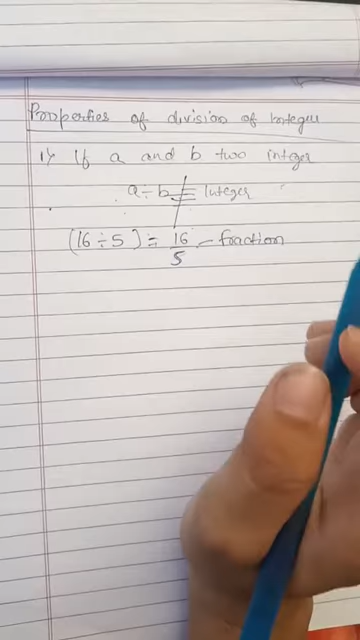 Properties of division of Integers
1) If a and b two integer
a ÷ b ≠ Integer
(16 ÷ 5) = 16/5 - fraction